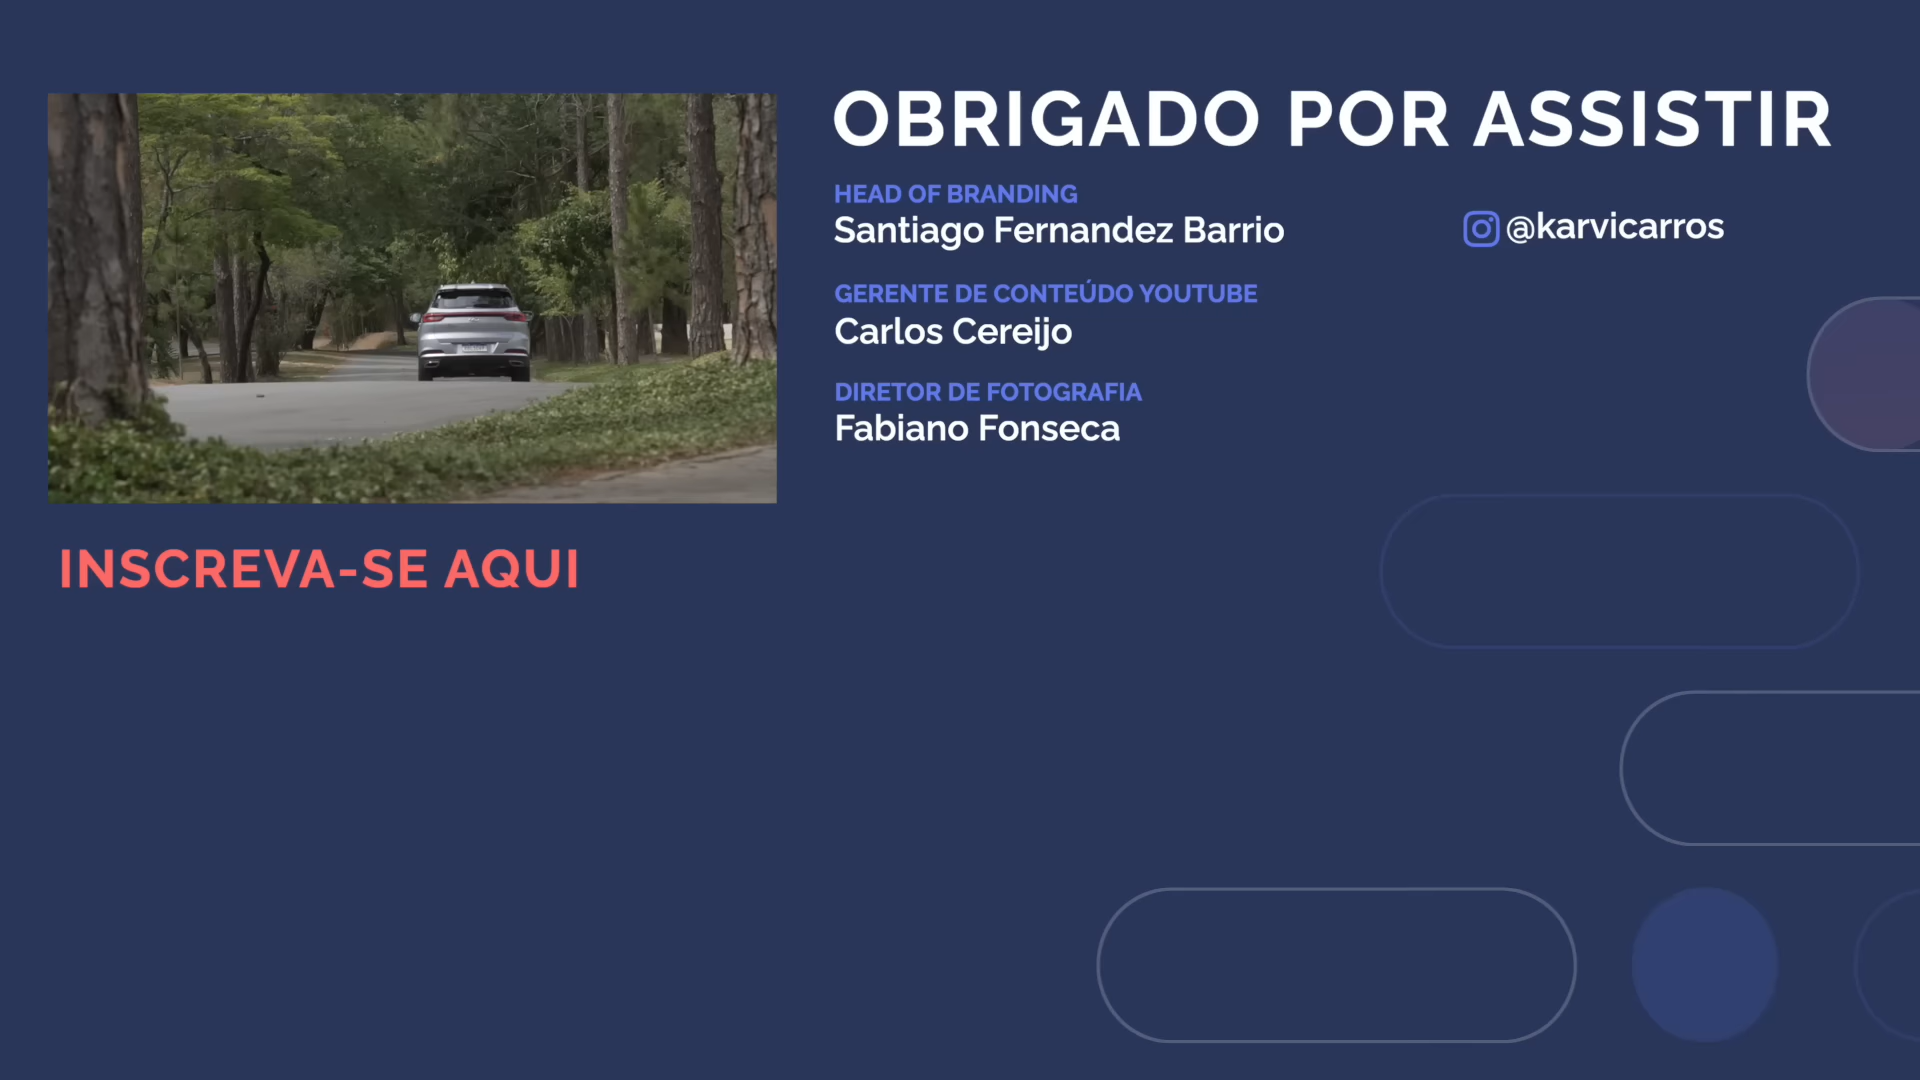 OBRIGADO POR ASSISTIR
HEAD OF BRANDING
Santiago Fernandez Barrio
@karvicarros
GERENTE DE CONTEÚDO YOUTUBE
Carlos Cereijo
DIRETOR DE FOTOGRAFIA
Fabiano Fonseca
INSCREVA-SE AQUI